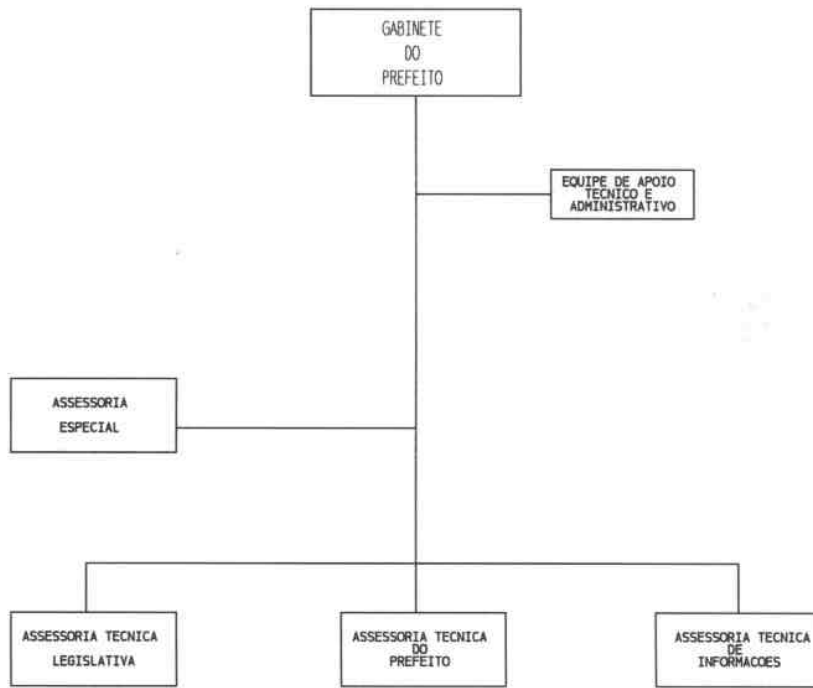 GABINETE
DO
PREFEITO
EQUIPE DE APOIO
TECNICO E
ADMINISTRATIVO
ASSESSORIA
ESPECIAL
ASSESSORIA TECNICA
LEGISLATIVA
ASSESSORIA TECNICA
DO
PREFEITO
ASSESSORIA TECNICA
DE
INFORMACOES